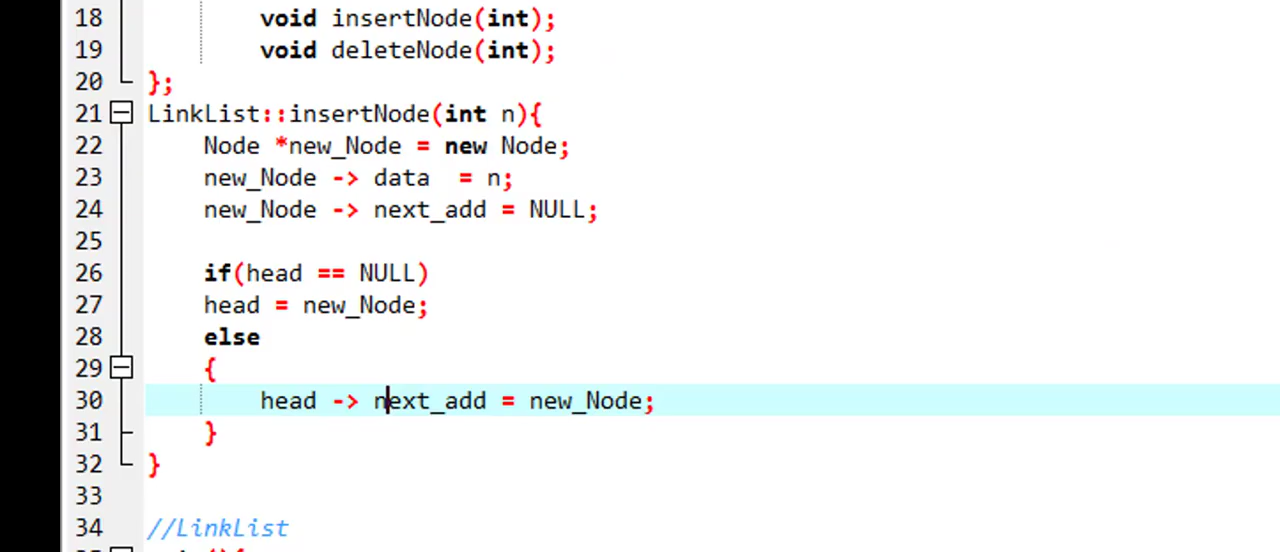 18 void insertNode(int);
19 void deleteNode(int);
20 };
21 LinkList::insertNode(int n){
22 Node *new_Node = new Node;
23 new_Node -> data  = n;
24 new_Node -> next_add = NULL;
25
26 if(head == NULL)
27 head = new_Node;
28 else
29 {
30 head -> next_add = new_Node;
31 }
32 }
33
34 //LinkList